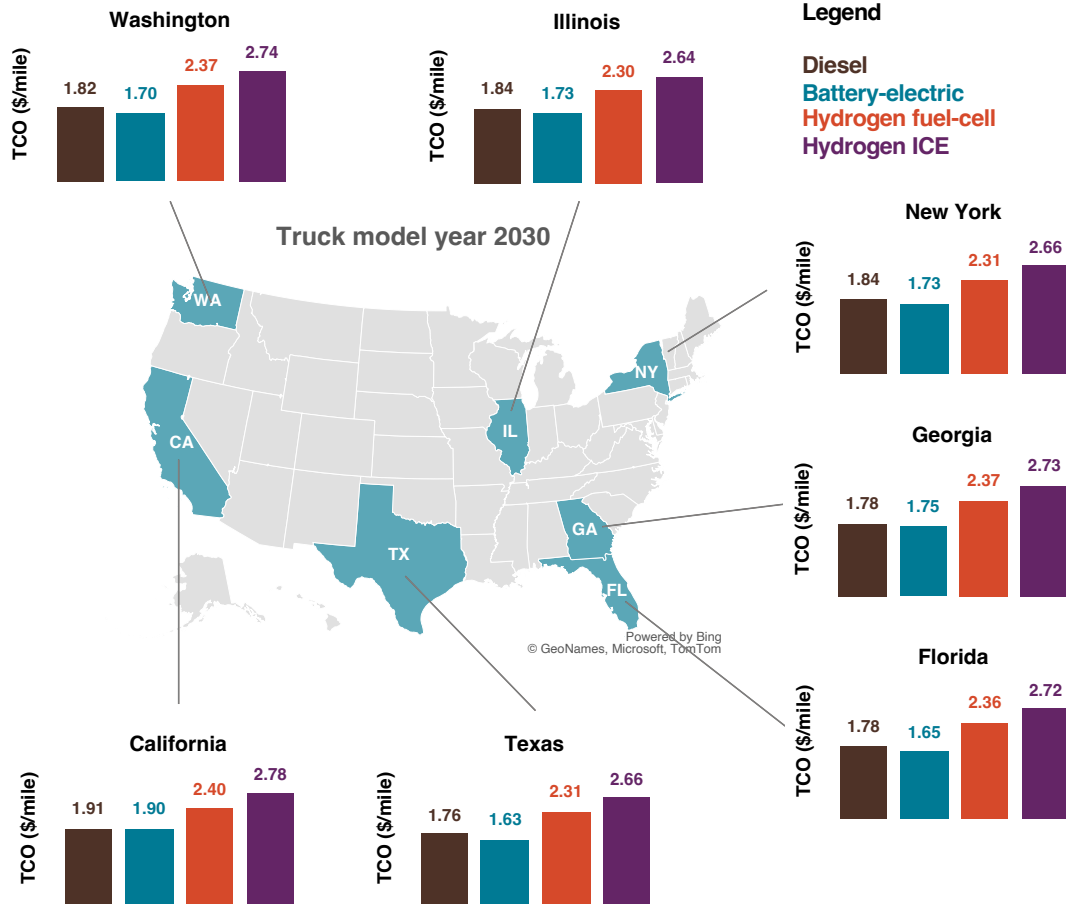 Washington
TCO ($/mile)
1.82
1.70
2.37
2.74
Illinois
TCO ($/mile)
1.84
1.73
2.30
2.64
Legend
Diesel
Battery-electric
Hydrogen fuel-cell
Hydrogen ICE
Truck model year 2030
New York
TCO ($/mile)
1.84
1.73
2.31
2.66
WA
NY
CA
IL
TX
GA
FL
Georgia
TCO ($/mile)
1.78
1.75
2.37
2.73
Powered by Bing
© GeoNames, Microsoft, TomTom
Florida
TCO ($/mile)
1.78
1.65
2.36
2.72
California
TCO ($/mile)
1.91
1.90
2.40
2.78
Texas
TCO ($/mile)
1.76
1.63
2.31
2.66